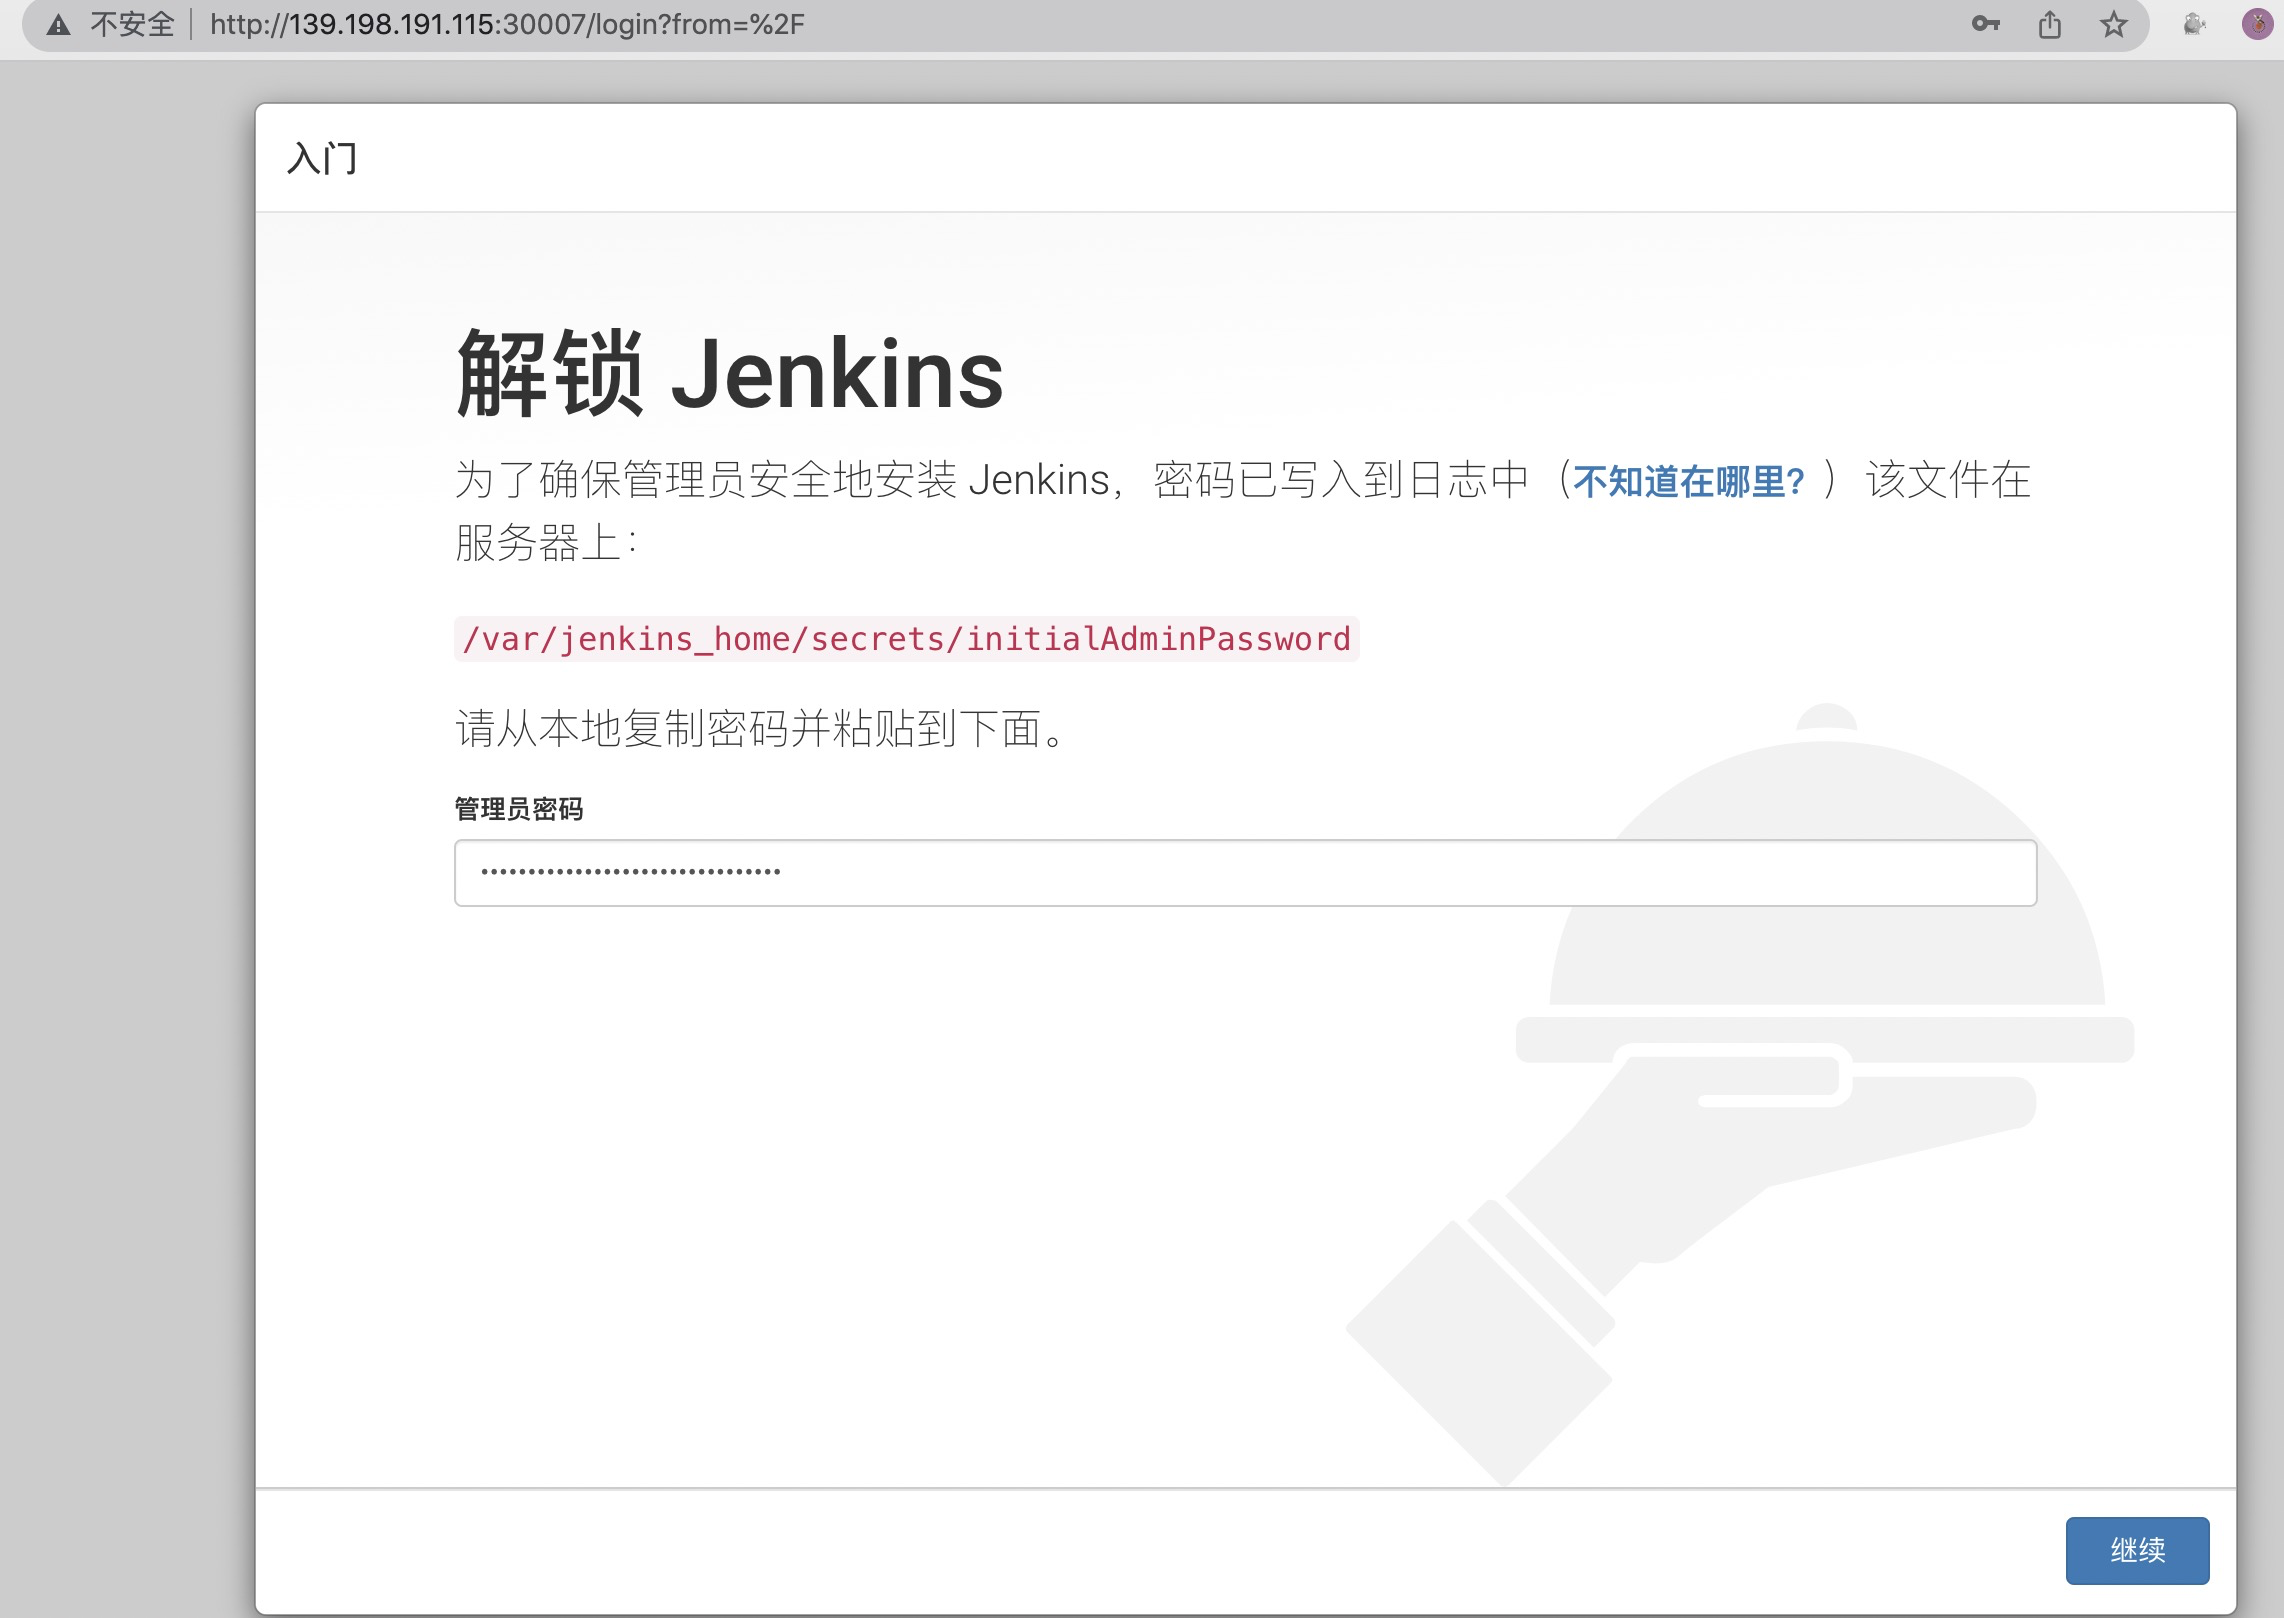 不安全 http://139.198.191.115:30007/login?from=%2F
入门
解锁 Jenkins
为了确保管理员安全地安装 Jenkins，密码已写入到日志中（不知道在哪里？）该文件在
服务器上：
/var/jenkins_home/secrets/initialAdminPassword
请从本地复制密码并粘贴到下面。
管理员密码
继续